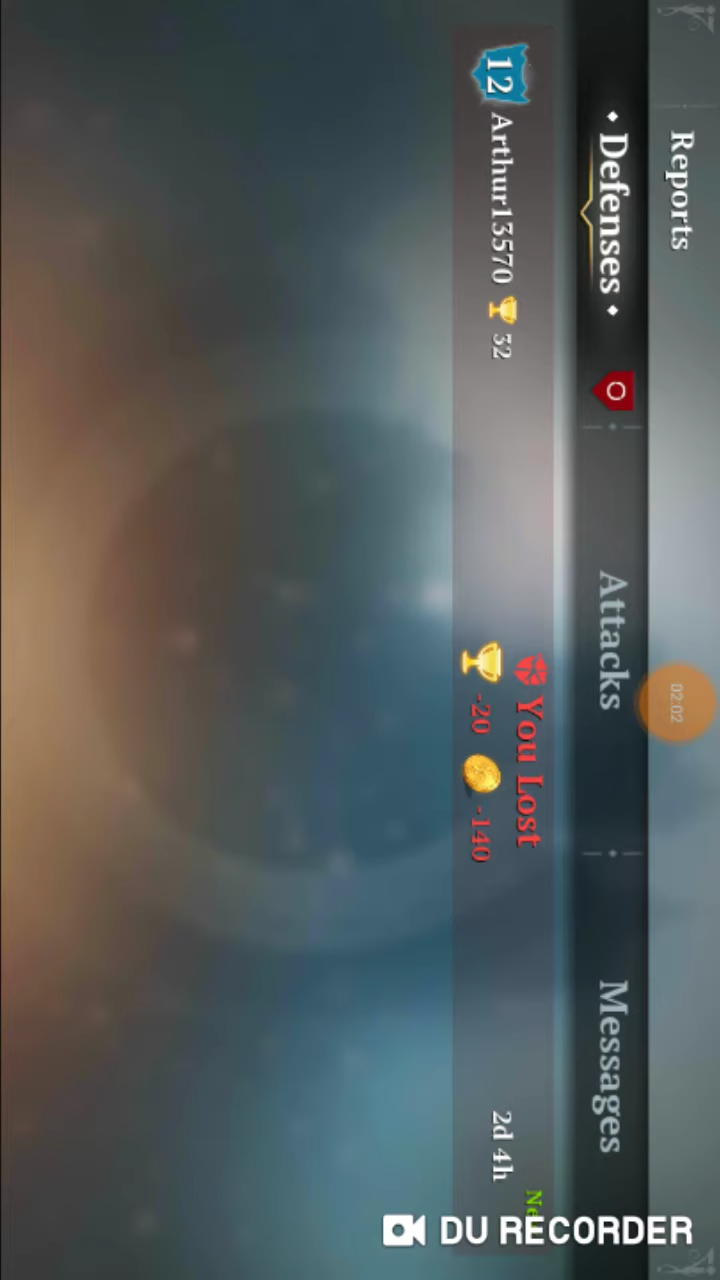 Reports
Defenses
Attacks
Messages
12
Arthur13570
32
You Lost
-20
-140
2d 4h
02:02
DU RECORDER